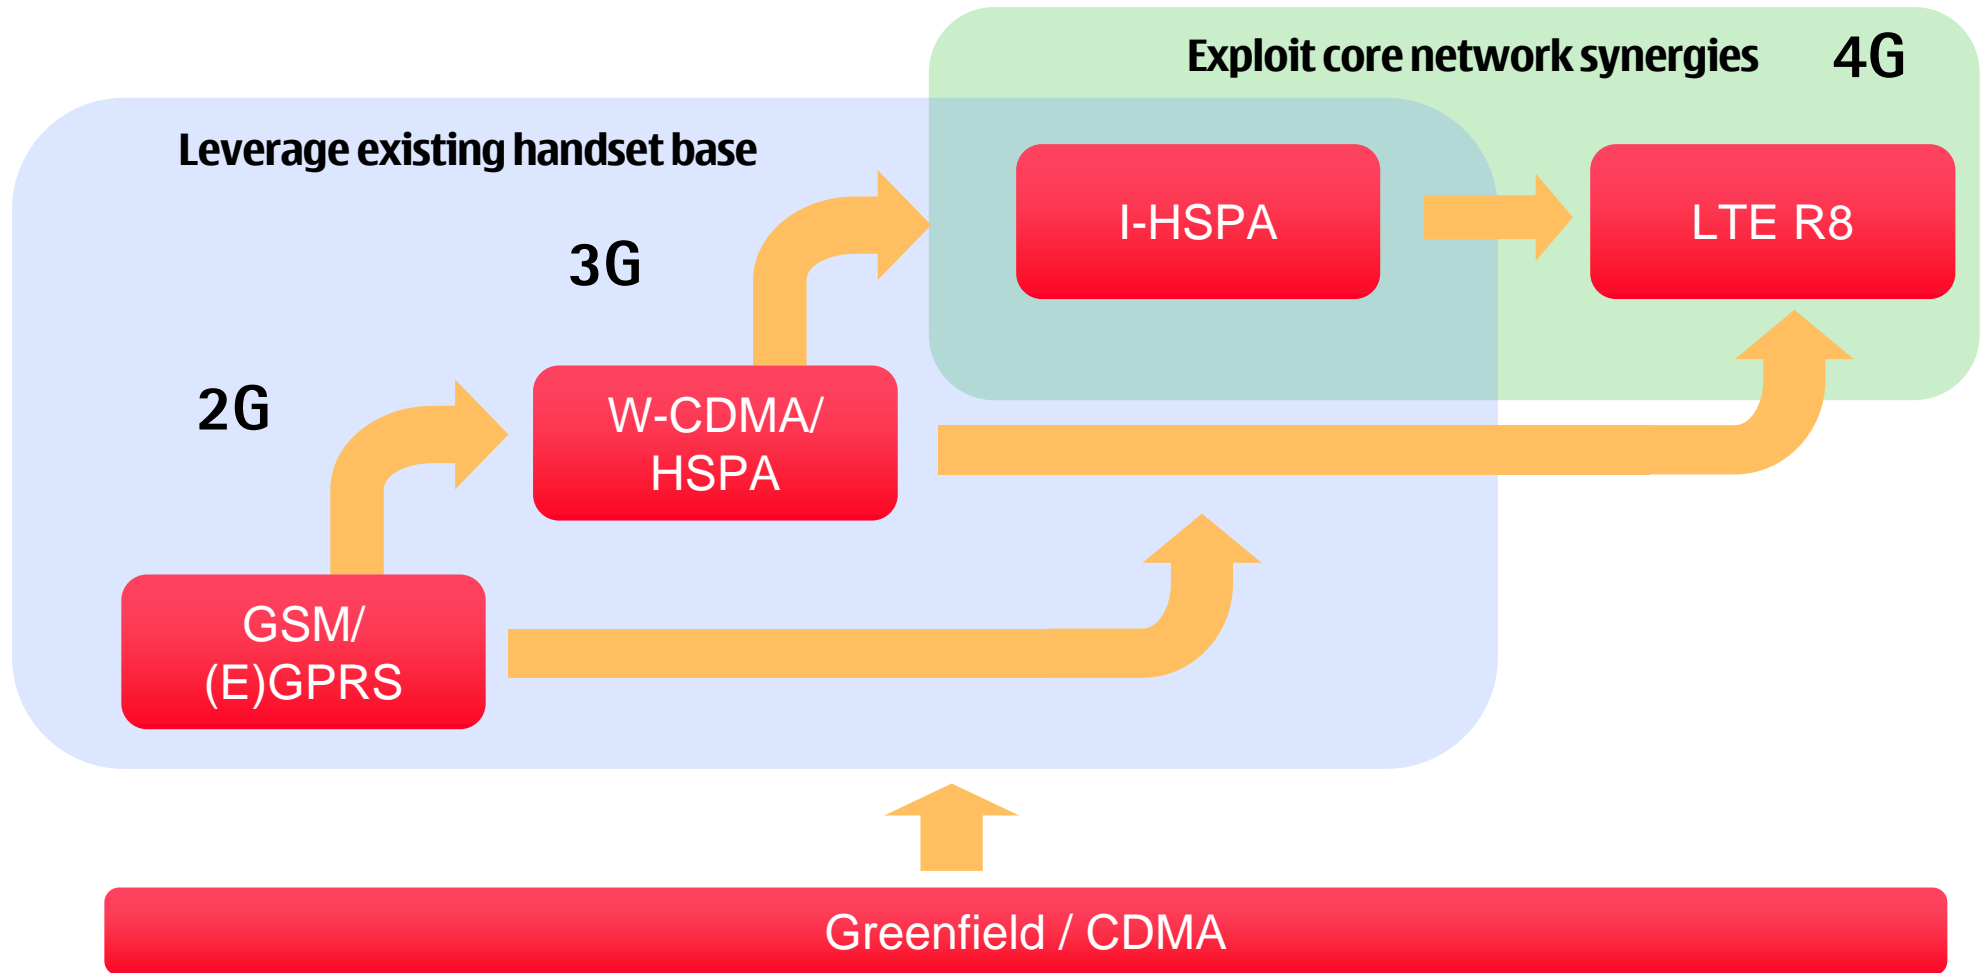 Exploit core network synergies 4G
Leverage existing handset base
I-HSPA
LTE R8
3G
2G
W-CDMA/
HSPA
GSM/
(E)GPRS
Greenfield / CDMA